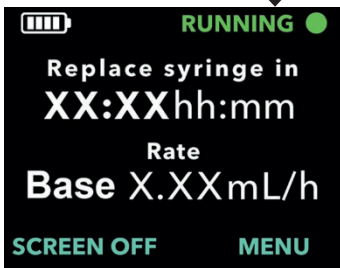 RUNNING
Replace syringe in
XX:XXhh:mm
Rate
Base X.XXmL/h
SCREEN OFF MENU